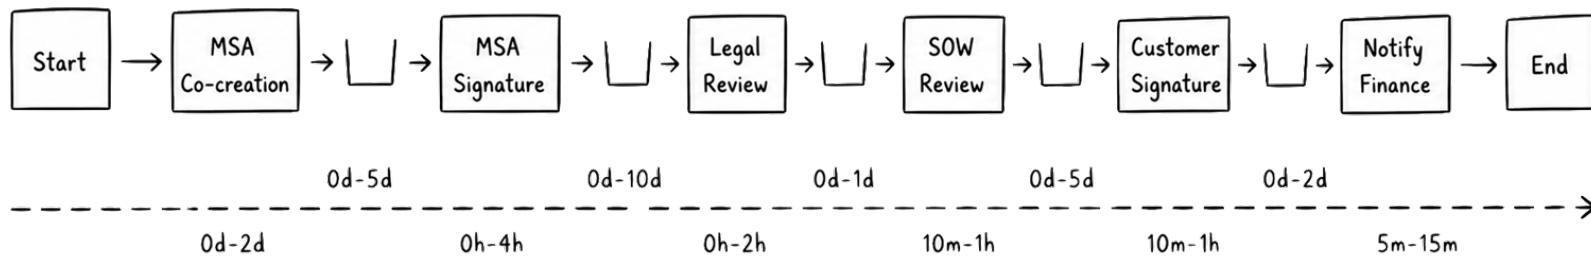 Start
MSA
Co-creation
MSA
Signature
Legal
Review
SOW
Review
Customer
Signature
Notify
Finance
End
0d-5d
0d-10d
0d-1d
0d-5d
0d-2d
0d-2d
0h-4h
0h-2h
10m-1h
10m-1h
5m-15m